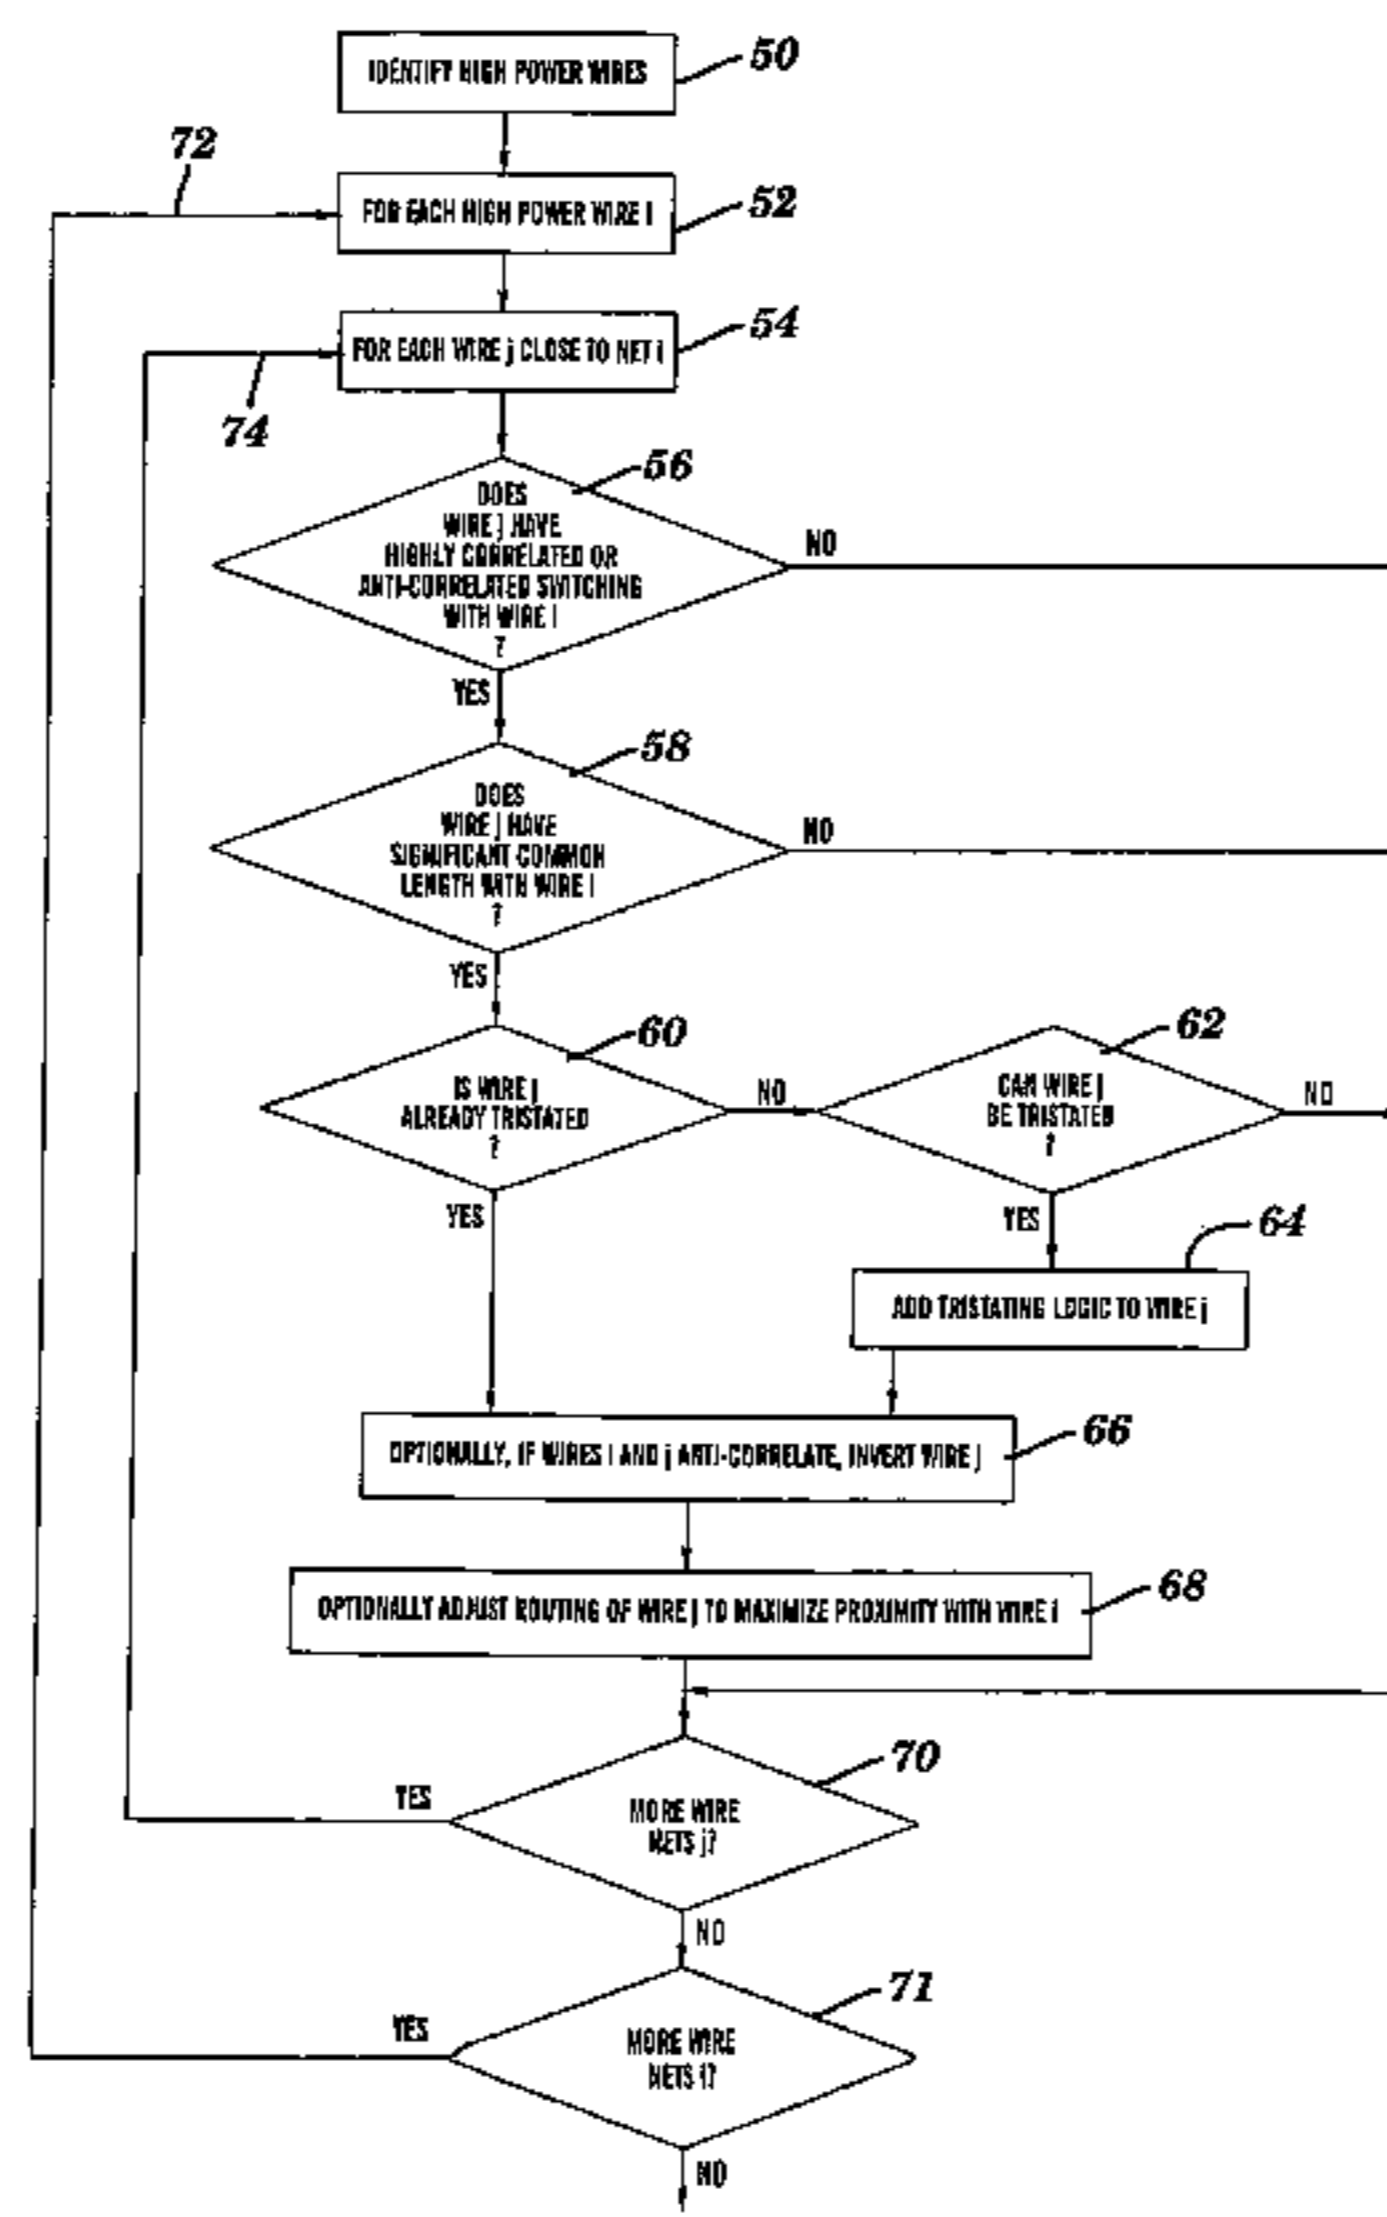 IDENTIFY HIGH POWER WIRES
50
72
FOR EACH HIGH POWER WIRE i
52
FOR EACH WIRE j CLOSE TO NET i
54
74
56
DOES
WIRE j HAVE
HIGHLY CORRELATED OR
ANTI-CORRELATED SWITCHING
WITH WIRE i
?
NO
YES
58
DOES
WIRE j HAVE
SIGNIFICANT COMMON
LENGTH WITH WIRE i
?
NO
YES
60
IS WIRE j
ALREADY TRISTATED
?
NO
62
CAN WIRE j
BE TRISTATED
?
NO
YES
YES
64
ADD TRISTATING LOGIC TO WIRE j
OPTIONALLY, IF WIRES i AND j ANTI-CORRELATE, INVERT WIRE j
66
OPTIONALLY ADJUST ROUTING OF WIRE j TO MAXIMIZE PROXIMITY WITH WIRE i
68
70
YES
MORE WIRE
NETS j?
NO
71
YES
MORE WIRE
NETS i?
NO